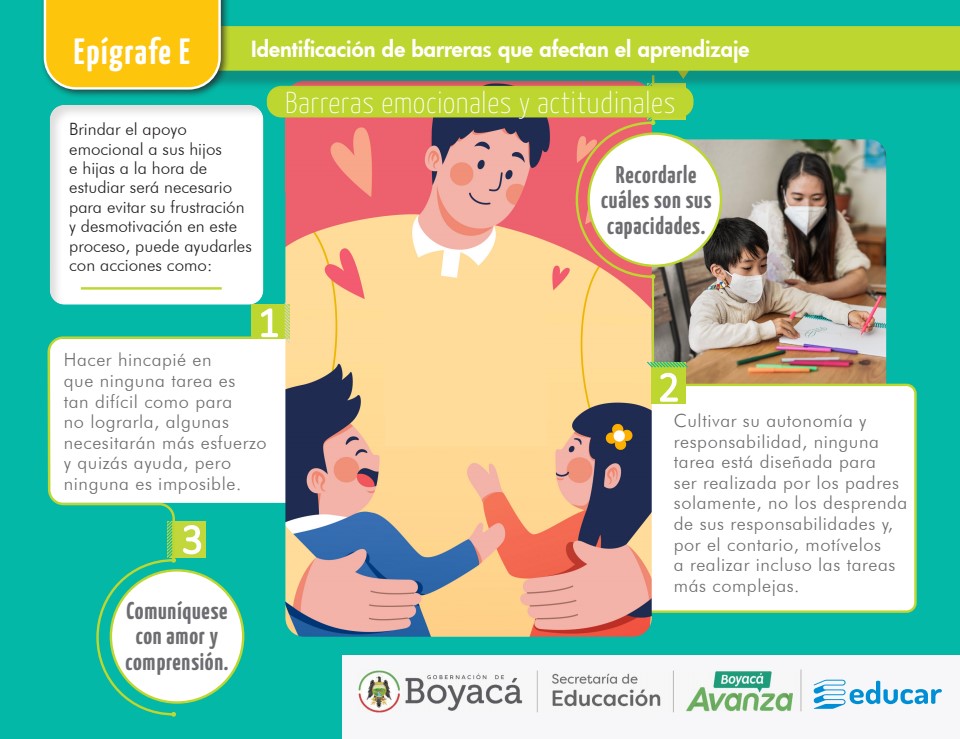 Epígrafe E
Identificación de barreras que afectan el aprendizaje
Barreras emocionales y actitudinales
Brindar el apoyo
emocional a sus hijos
e hijas a la hora de
estudiar será necesario
para evitar su frustración
y desmotivación en este
proceso, puede ayudarles
con acciones como:
1
Hacer hincapié en
que ninguna tarea es
tan difícil como para
no lograrla, algunas
necesitarán más esfuerzo
y quizás ayuda, pero
ninguna es imposible.
Recordarle
cuáles son sus
capacidades.
2
Cultivar su autonomía y
responsabilidad, ninguna
tarea está diseñada para
ser realizada por los padres
solamente, no los desprenda
de sus responsabilidades y,
por el contario, motívelos
a realizar incluso las tareas
más complejas.
3
Comuníquese
con amor y
comprensión.
GOBERNACIÓN DE
Boyacá
Secretaría de
Educación
Boyacá
Avanza
educar